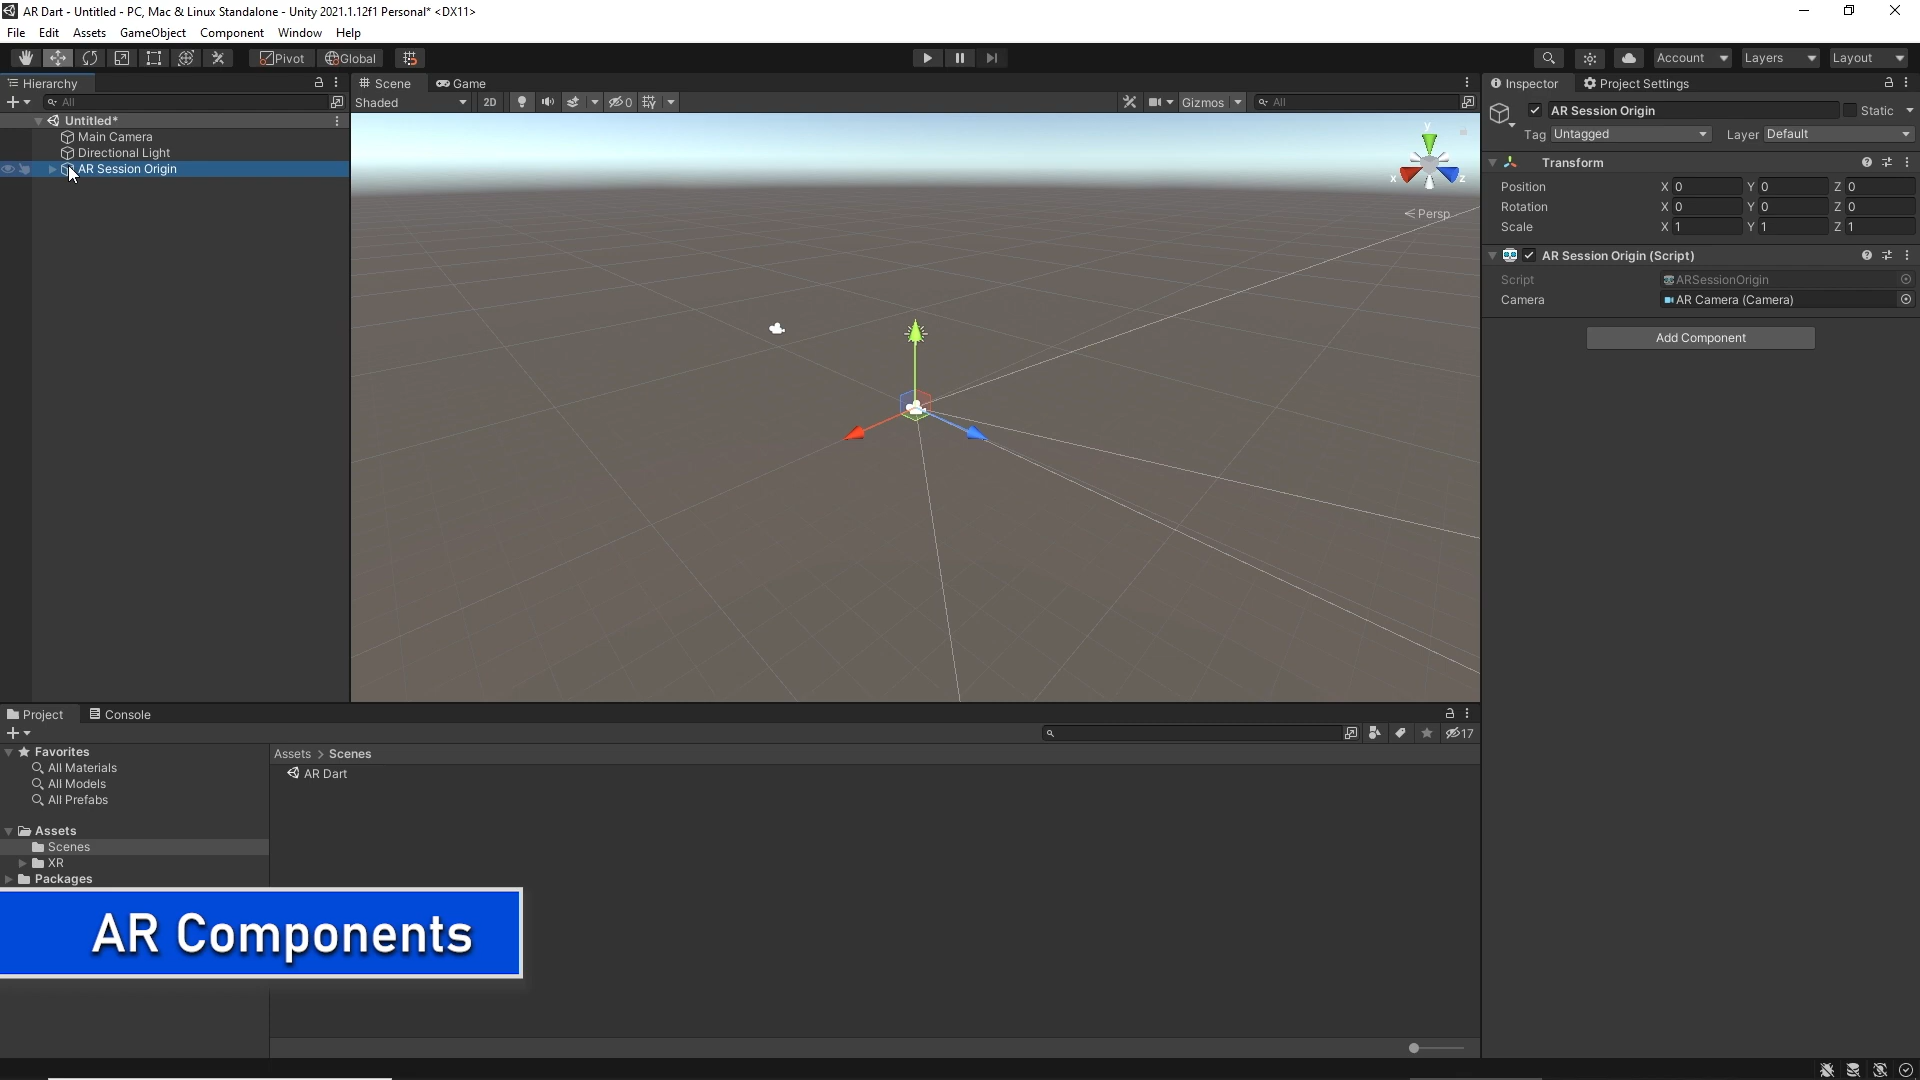 AR Dart - Untitled - PC, Mac & Linux Standalone - Unity 2021.1.12f1 Personal* <DX11>
File Edit Assets GameObject Component Window Help
Pivot Global Account Layers Layout
Hierarchy Scene Game Inspector Project Settings
All Shaded 2D 0 Gizmos All
AR Session Origin Static
Tag Untagged Layer Default
Untitled*
Main Camera
Directional Light
AR Session Origin
y
x z
Persp
Transform
Position X 0 Y 0 Z 0
Rotation X 0 Y 0 Z 0
Scale X 1 Y 1 Z 1
AR Session Origin (Script)
Script ARSessionOrigin
Camera AR Camera (Camera)
Add Component
Project Console
17
Favorites
All Materials
All Models
All Prefabs
Assets
Scenes
XR
Packages
Assets > Scenes
AR Dart
AR Components